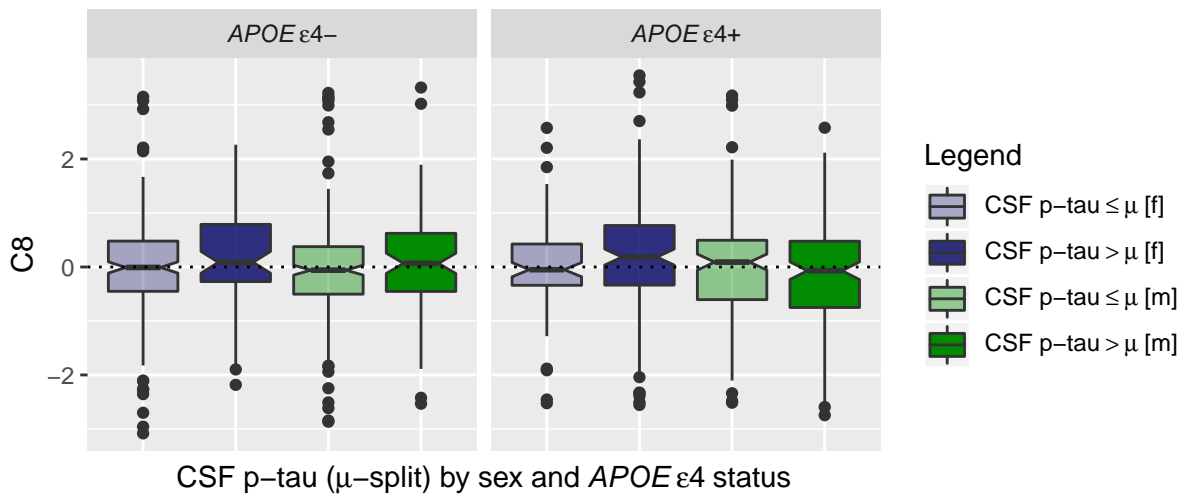 APOE ε4− APOE ε4+
C8
2
0
−2
CSF p−tau (μ−split) by sex and APOE ε4 status
Legend
CSF p−tau ≤ μ [f]
CSF p−tau > μ [f]
CSF p−tau ≤ μ [m]
CSF p−tau > μ [m]